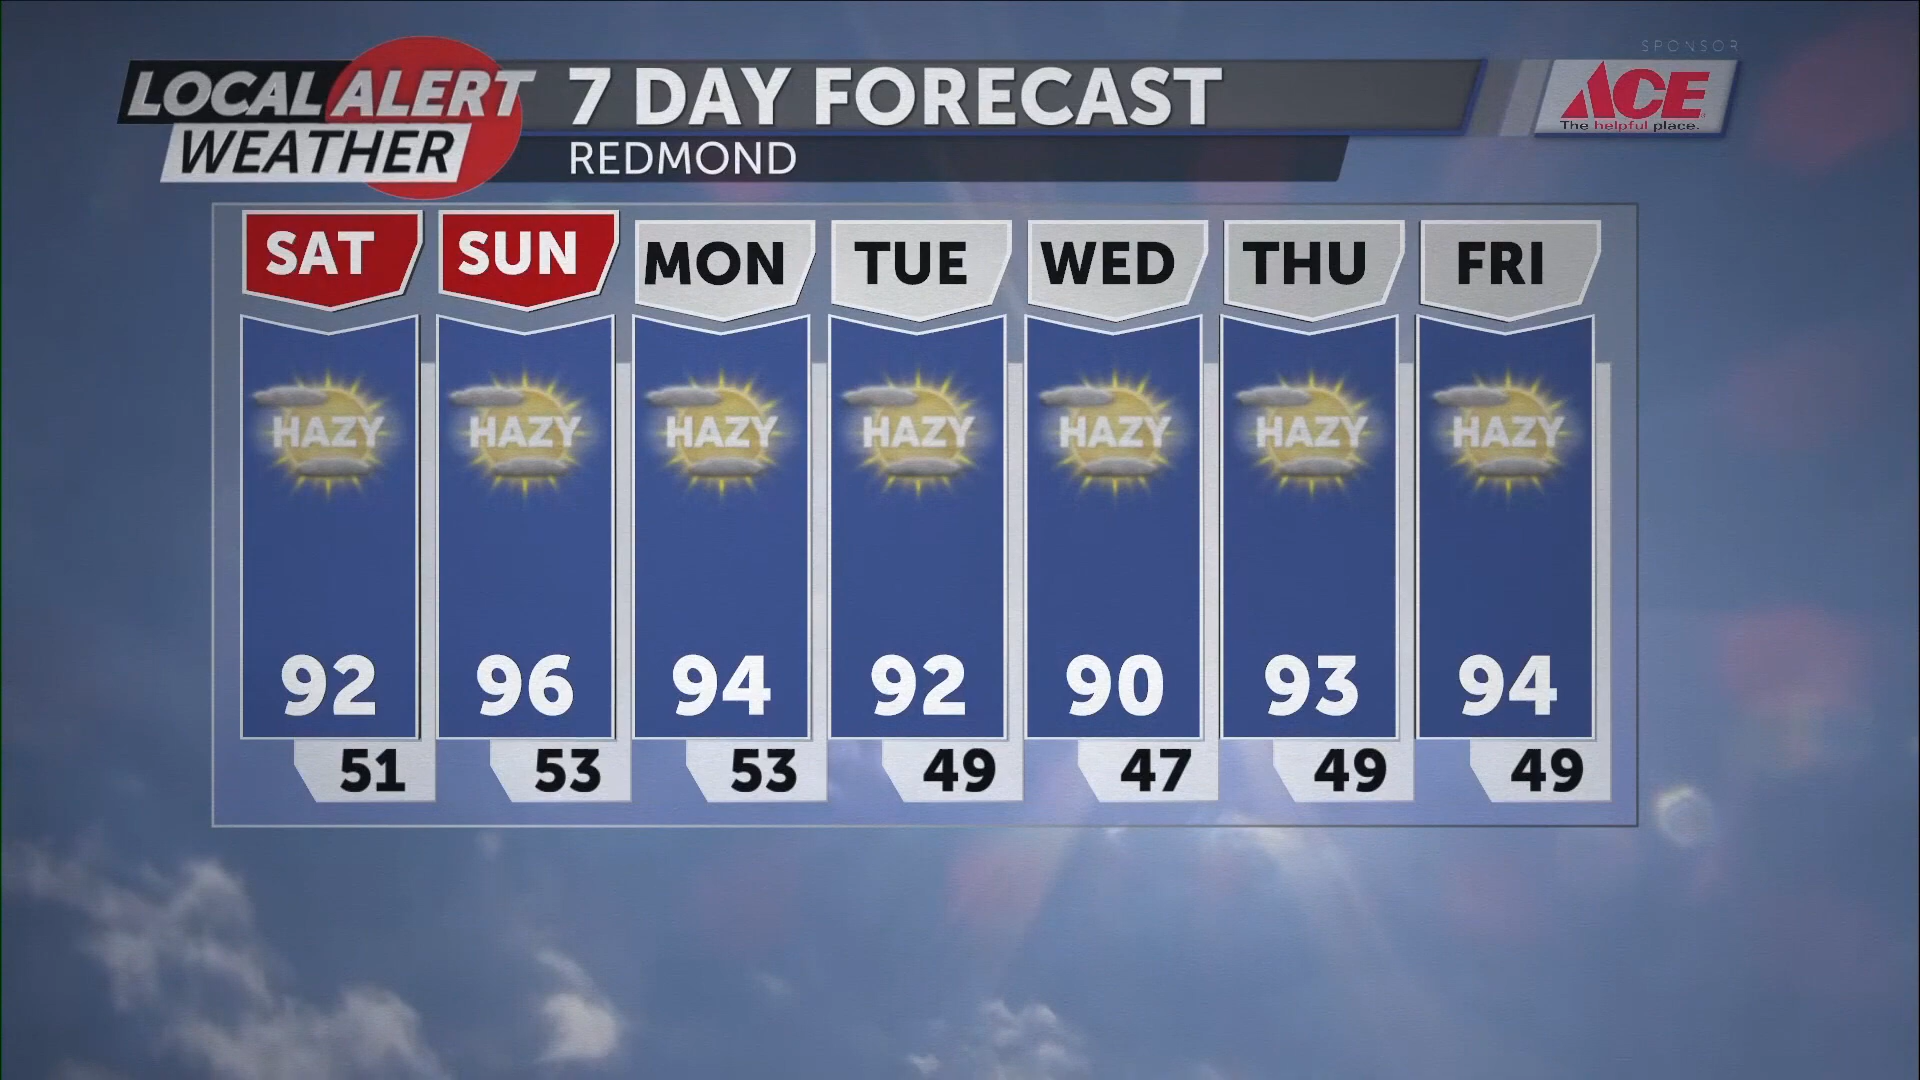 SPONSOR
LOCAL ALERT
WEATHER
7 DAY FORECAST
REDMOND
ACE
The helpful place.
SAT SUN MON TUE WED THU FRI
HAZY HAZY HAZY HAZY HAZY HAZY HAZY
92 96 94 92 90 93 94
51 53 53 49 47 49 49